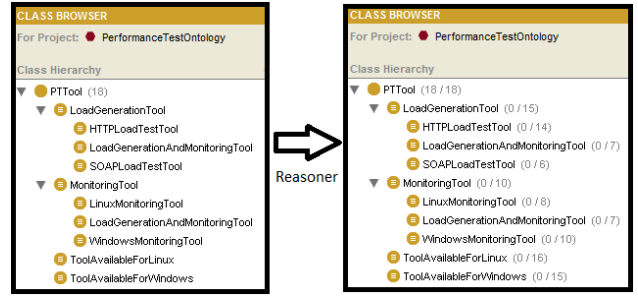 CLASS BROWSER
For Project: PerformanceTestOntology
Class Hierarchy
PTTool (18)
LoadGenerationTool
HTTPLoadTestTool
LoadGenerationAndMonitoringTool
SOAPLoadTestTool
MonitoringTool
LinuxMonitoringTool
LoadGenerationAndMonitoringTool
WindowsMonitoringTool
ToolAvailableForLinux
ToolAvailableForWindows
Reasoner
CLASS BROWSER
For Project: PerformanceTestOntology
Class Hierarchy
PTTool (18 / 18)
LoadGenerationTool (0 / 15)
HTTPLoadTestTool (0 / 14)
LoadGenerationAndMonitoringTool (0 / 7)
SOAPLoadTestTool (0 / 6)
MonitoringTool (0 / 10)
LinuxMonitoringTool (0 / 8)
LoadGenerationAndMonitoringTool (0 / 7)
WindowsMonitoringTool (0 / 10)
ToolAvailableForLinux (0 / 16)
ToolAvailableForWindows (0 / 15)